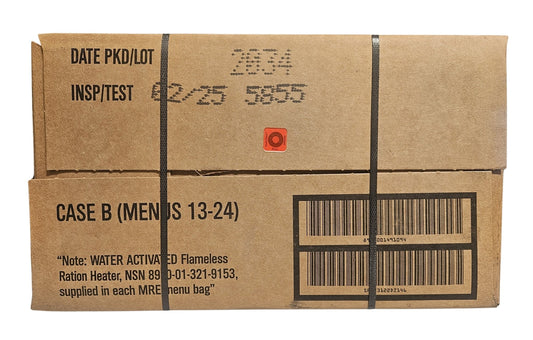 DATE PKD/LOT 2034
INSP/TEST 02/25 5855
CASE B (MENUS 13-24)
"Note: WATER ACTIVATED Flameless
Ration Heater, NSN 8970-01-321-9153,
supplied in each MRE menu bag"